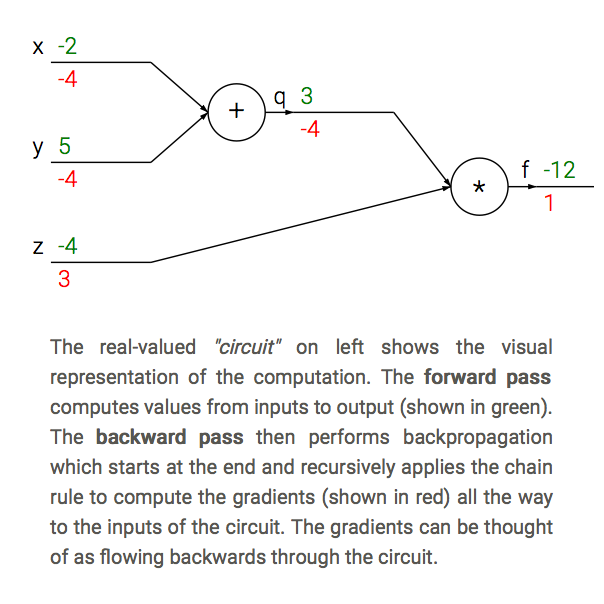 x -2
-4
+
q 3
-4
y 5
-4
*
f -12
1
z -4
3
The real-valued "circuit" on left shows the visual
representation of the computation. The forward pass
computes values from inputs to output (shown in green).
The backward pass then performs backpropagation
which starts at the end and recursively applies the chain
rule to compute the gradients (shown in red) all the way
to the inputs of the circuit. The gradients can be thought
of as flowing backwards through the circuit.